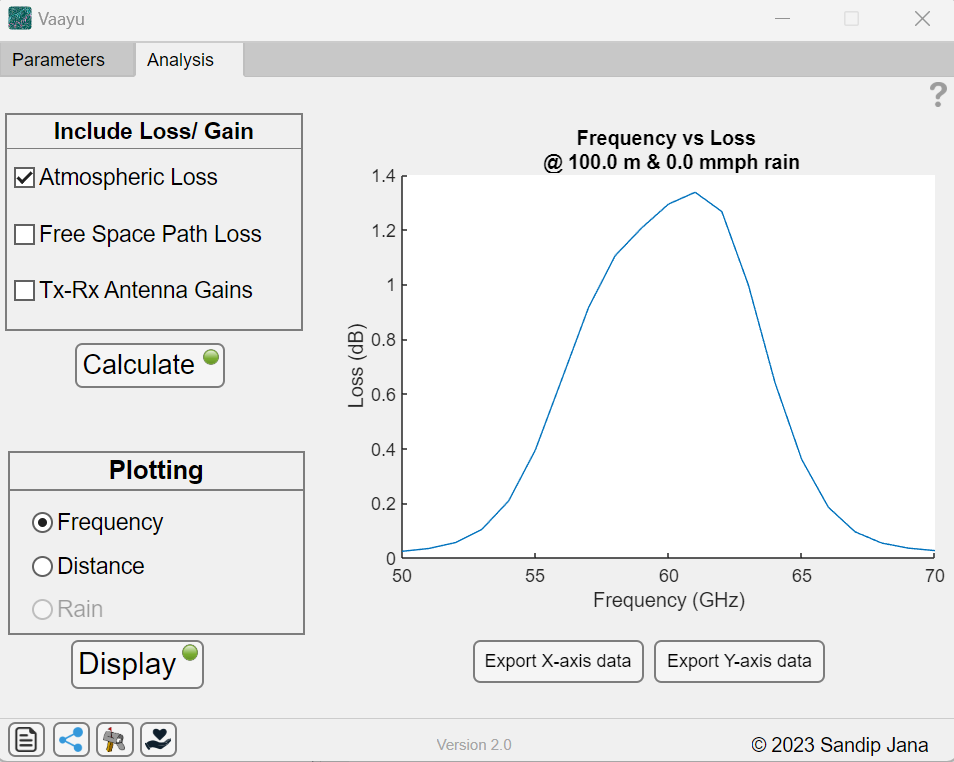 Vaayu
Parameters
Analysis
?
Include Loss/ Gain
Atmospheric Loss
Free Space Path Loss
Tx-Rx Antenna Gains
Calculate
Plotting
Frequency
Distance
Rain
Display
Frequency vs Loss
@ 100.0 m & 0.0 mmph rain
1.4
1.2
1
0.8
0.6
0.4
0.2
0
Loss (dB)
50 55 60 65 70
Frequency (GHz)
Export X-axis data
Export Y-axis data
Version 2.0
© 2023 Sandip Jana